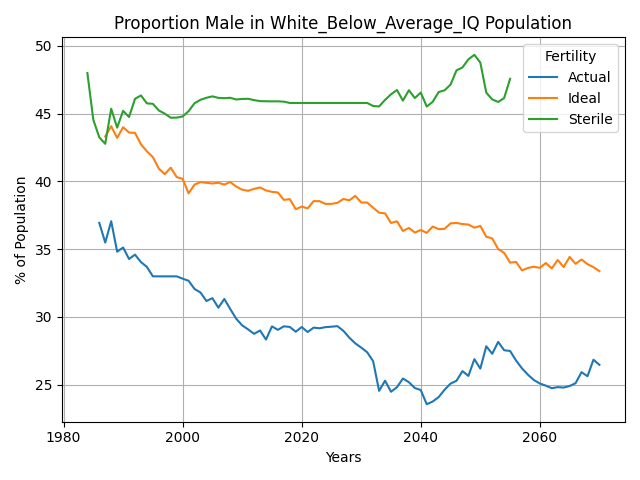 Proportion Male in White_Below_Average_IQ Population
% of Population
50
45
40
35
30
25
1980
2000
2020
2040
2060
Years
Fertility
Actual
Ideal
Sterile